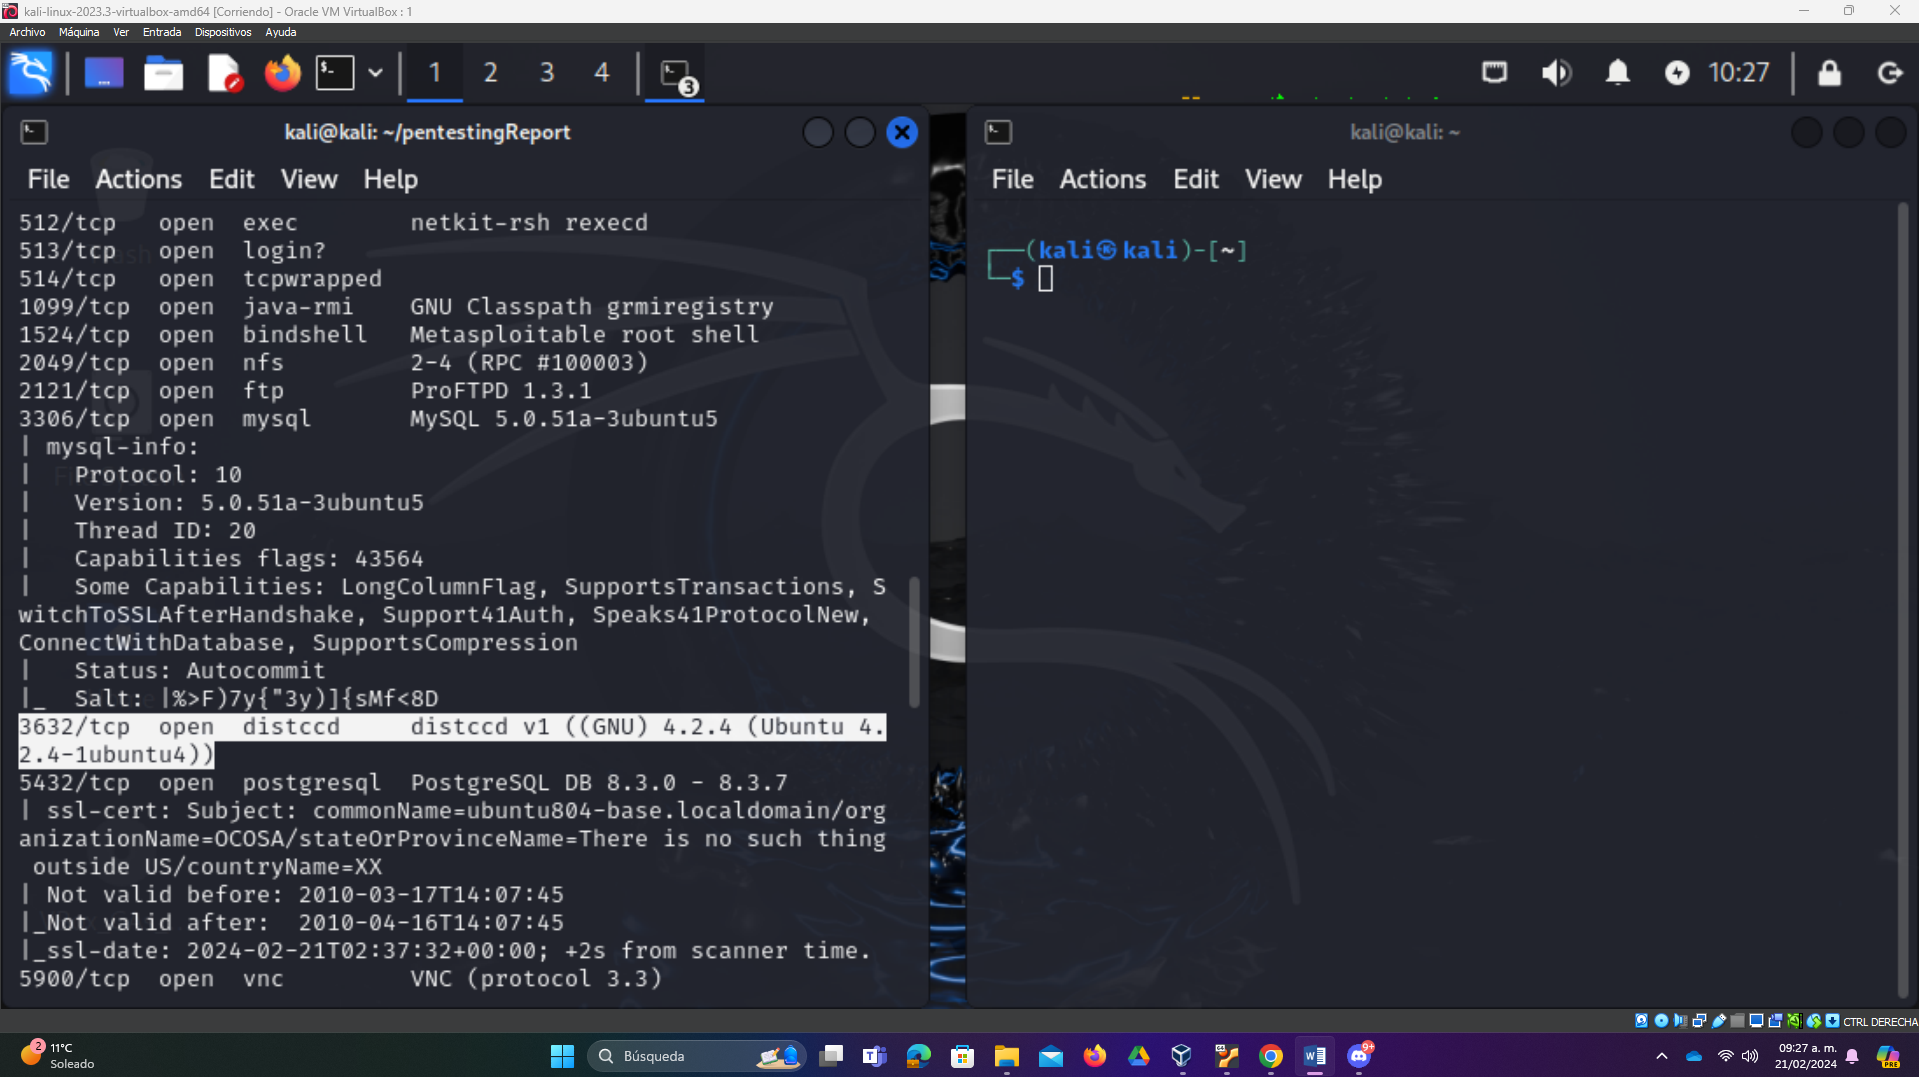 kali-linux-2023.3-virtualbox-amd64 [Corriendo] - Oracle VM VirtualBox : 1
Archivo Máquina Ver Entrada Dispositivos Ayuda
1 2 3 4 3 10:27
kali@kali: ~/pentestingReport
File Actions Edit View Help
512/tcp open exec netkit-rsh rexecd
513/tcp open login?
514/tcp open tcpwrapped
1099/tcp open java-rmi GNU Classpath grmiregistry
1524/tcp open bindshell Metasploitable root shell
2049/tcp open nfs 2-4 (RPC #100003)
2121/tcp open ftp ProFTPD 1.3.1
3306/tcp open mysql MySQL 5.0.51a-3ubuntu5
| mysql-info:
| Protocol: 10
| Version: 5.0.51a-3ubuntu5
| Thread ID: 20
| Capabilities flags: 43564
| Some Capabilities: LongColumnFlag, SupportsTransactions, S
witchToSSLAfterHandshake, Support41Auth, Speaks41ProtocolNew,
ConnectWithDatabase, SupportsCompression
| Status: Autocommit
|_ Salt: |%>F)7y{"3y)]{sMf<8D
3632/tcp open distccd distccd v1 ((GNU) 4.2.4 (Ubuntu 4.
2.4-1ubuntu4))
5432/tcp open postgresql PostgreSQL DB 8.3.0 - 8.3.7
| ssl-cert: Subject: commonName=ubuntu804-base.localdomain/org
anizationName=OCOSA/stateOrProvinceName=There is no such thing
outside US/countryName=XX
| Not valid before: 2010-03-17T14:07:45
|_Not valid after: 2010-04-16T14:07:45
|_ssl-date: 2024-02-21T02:37:32+00:00; +2s from scanner time.
5900/tcp open vnc VNC (protocol 3.3)
kali@kali: ~
File Actions Edit View Help
┌──(kali㉿kali)-[~]
└─$
CTRL DERECHA
2
11°C
Soleado
Búsqueda
9+
09:27 a. m.
21/02/2024
PRE